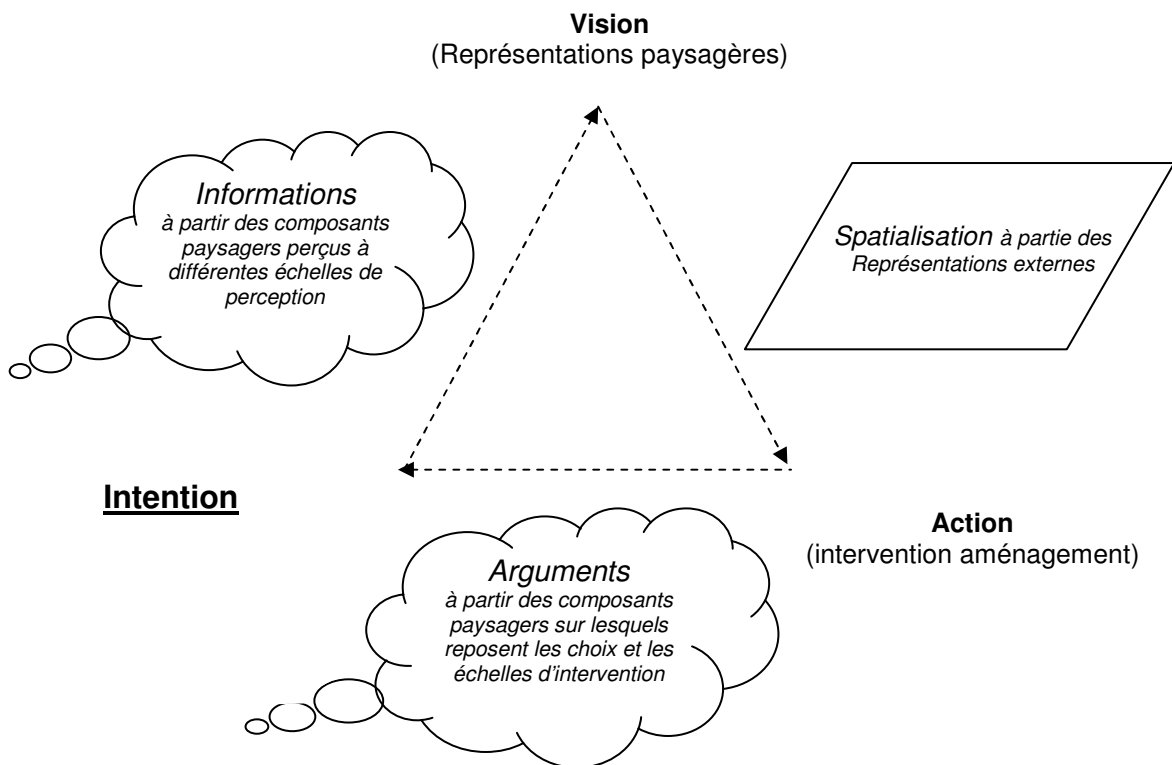 Vision
(Représentations paysagères)
Informations
à partir des composants
paysagers perçus à
différentes échelles de
perception
Spatialisation à partie des
Représentations externes
Intention
Action
(intervention aménagement)
Arguments
à partir des composants
paysagers sur lesquels
reposent les choix et les
échelles d’intervention